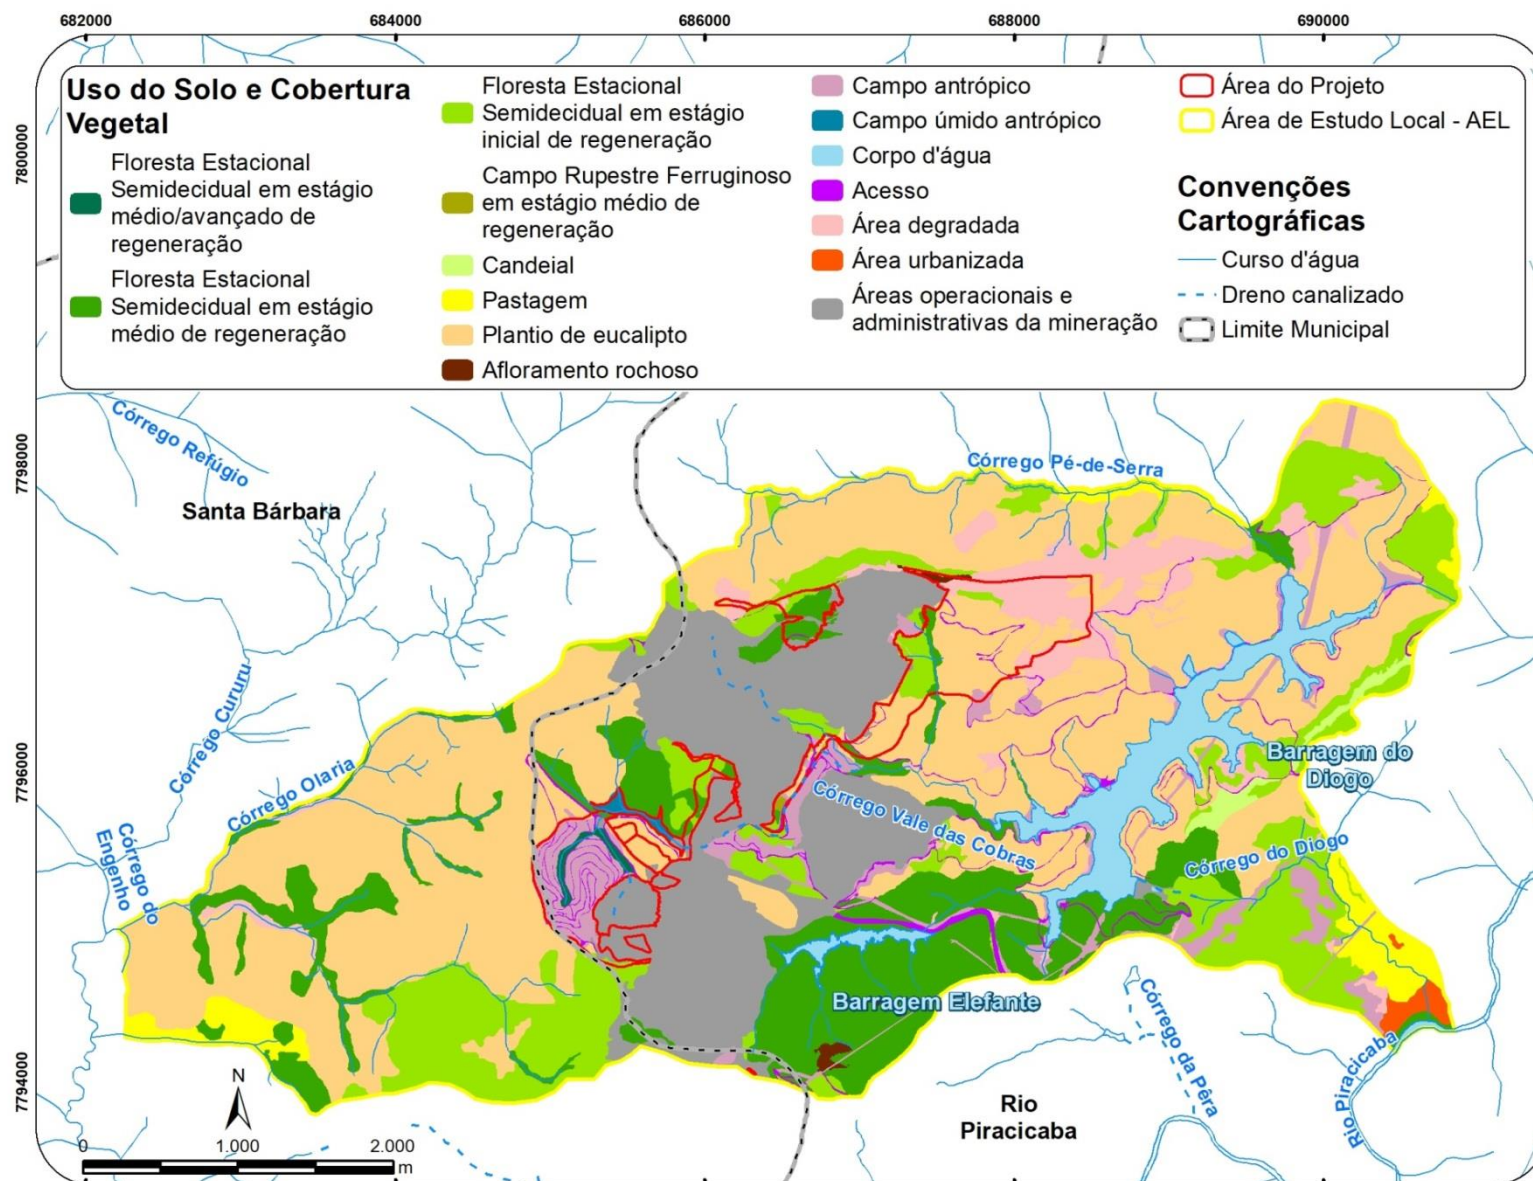 682000
684000
686000
688000
690000
7800000
7798000
7796000
7794000
Uso do Solo e Cobertura
Vegetal
Floresta Estacional
Semidecidual em estágio
médio/avançado de
regeneração
Floresta Estacional
Semidecidual em estágio
médio de regeneração
Floresta Estacional
Semidecidual em estágio
inicial de regeneração
Campo Rupestre Ferruginoso
em estágio médio de
regeneração
Candeial
Pastagem
Plantio de eucalipto
Afloramento rochoso
Campo antrópico
Campo úmido antrópico
Corpo d'água
Acesso
Área degradada
Área urbanizada
Áreas operacionais e
administrativas da mineração
Área do Projeto
Área de Estudo Local - AEL
Convenções
Cartográficas
Curso d'água
Dreno canalizado
Limite Municipal
Córrego Refúgio
Córrego Pé-de-Serra
Santa Bárbara
Córrego Cururu
Córrego Olaria
Córrego do
Engenho
Barragem do
Diogo
Córrego Vale das Cobras
Córrego do Diogo
Barragem Elefante
Córrego da Péra
Rio Piracicaba
Rio
Piracicaba
N
0
1.000
2.000
m